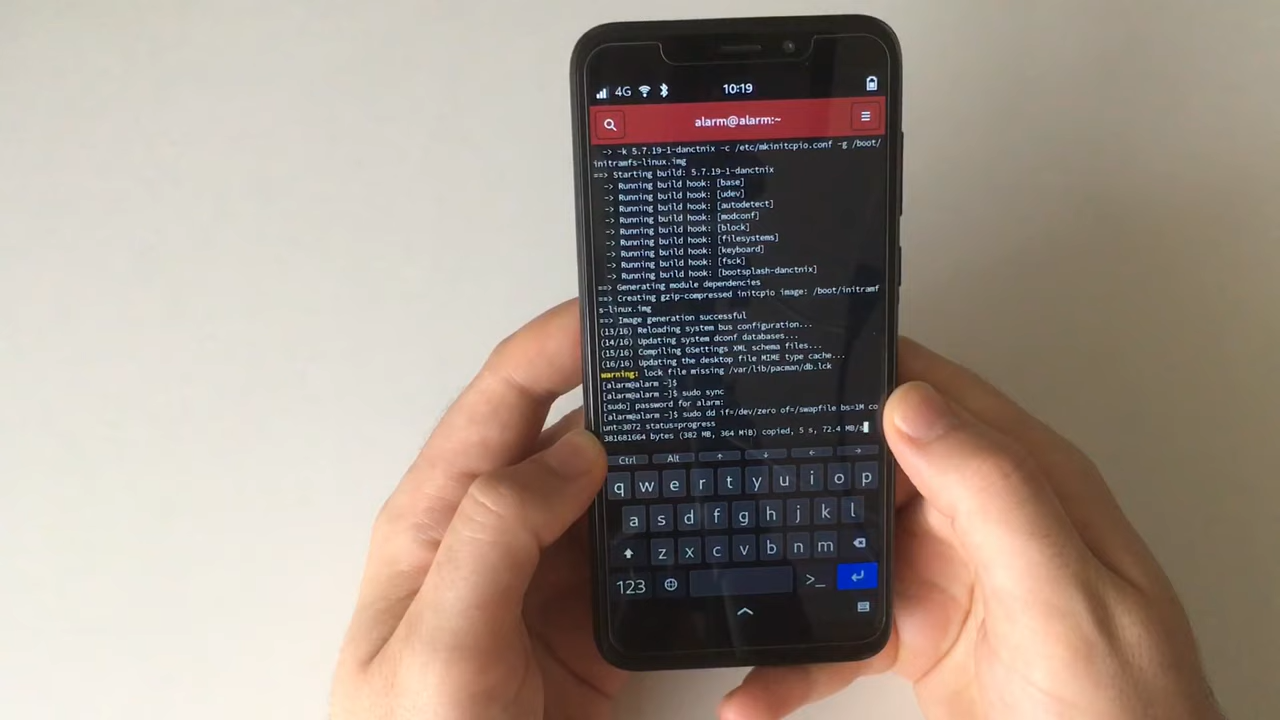 4G 10:19
alarm@alarm:~
-> -k 5.7.19-1-danctnix -c /etc/mkinitcpio.conf -g /boot/
initramfs-linux.img
==> Starting build: 5.7.19-1-danctnix
-> Running build hook: [base]
-> Running build hook: [udev]
-> Running build hook: [autodetect]
-> Running build hook: [modconf]
-> Running build hook: [block]
-> Running build hook: [filesystems]
-> Running build hook: [keyboard]
-> Running build hook: [fsck]
-> Running build hook: [bootsplash-danctnix]
==> Generating module dependencies
==> Creating gzip-compressed initcpio image: /boot/initramf
s-linux.img
==> Image generation successful
(13/16) Reloading system bus configuration...
(14/16) Updating system dconf databases...
(15/16) Compiling GSettings XML schema files...
(16/16) Updating the desktop file MIME type cache...
warning: lock file missing /var/lib/pacman/db.lck
[alarm@alarm ~]$
[alarm@alarm ~]$ sudo sync
[sudo] password for alarm:
[alarm@alarm ~]$ sudo dd if=/dev/zero of=/swapfile bs=1M co
unt=3072 status=progress
381681664 bytes (382 MB, 364 MiB) copied, 5 s, 72.4 MB/s
Ctrl Alt ↑ ↓ ← →
q w e r t y u i o p
a s d f g h j k l
z x c v b n m
123 >_